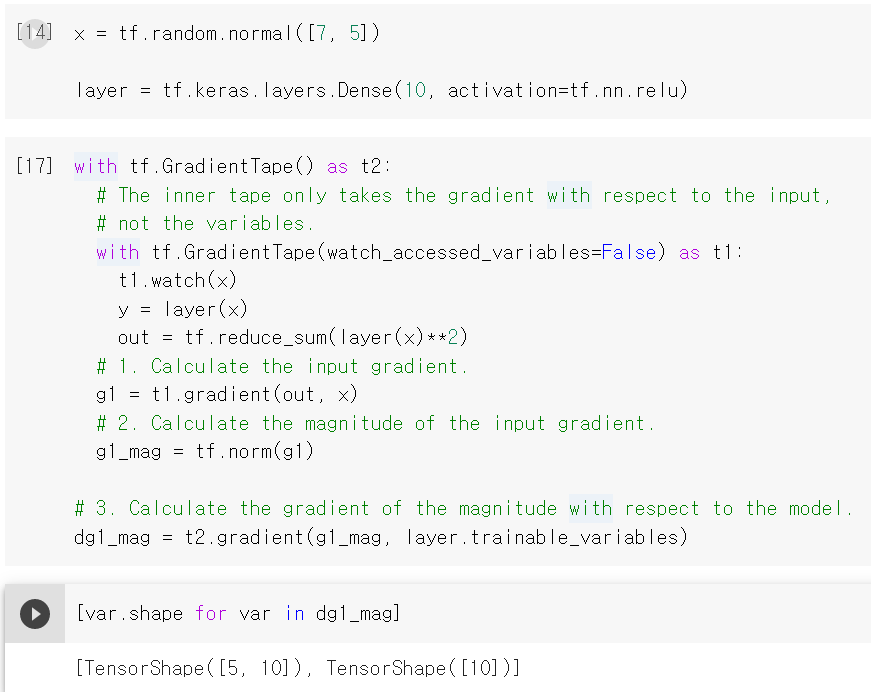 [14] x = tf.random.normal([7, 5])
layer = tf.keras.layers.Dense(10, activation=tf.nn.relu)
[17] with tf.GradientTape() as t2:
# The inner tape only takes the gradient with respect to the input,
# not the variables.
with tf.GradientTape(watch_accessed_variables=False) as t1:
t1.watch(x)
y = layer(x)
out = tf.reduce_sum(layer(x)**2)
# 1. Calculate the input gradient.
g1 = t1.gradient(out, x)
# 2. Calculate the magnitude of the input gradient.
g1_mag = tf.norm(g1)
# 3. Calculate the gradient of the magnitude with respect to the model.
dg1_mag = t2.gradient(g1_mag, layer.trainable_variables)
[var.shape for var in dg1_mag]
[TensorShape([5, 10]), TensorShape([10])]